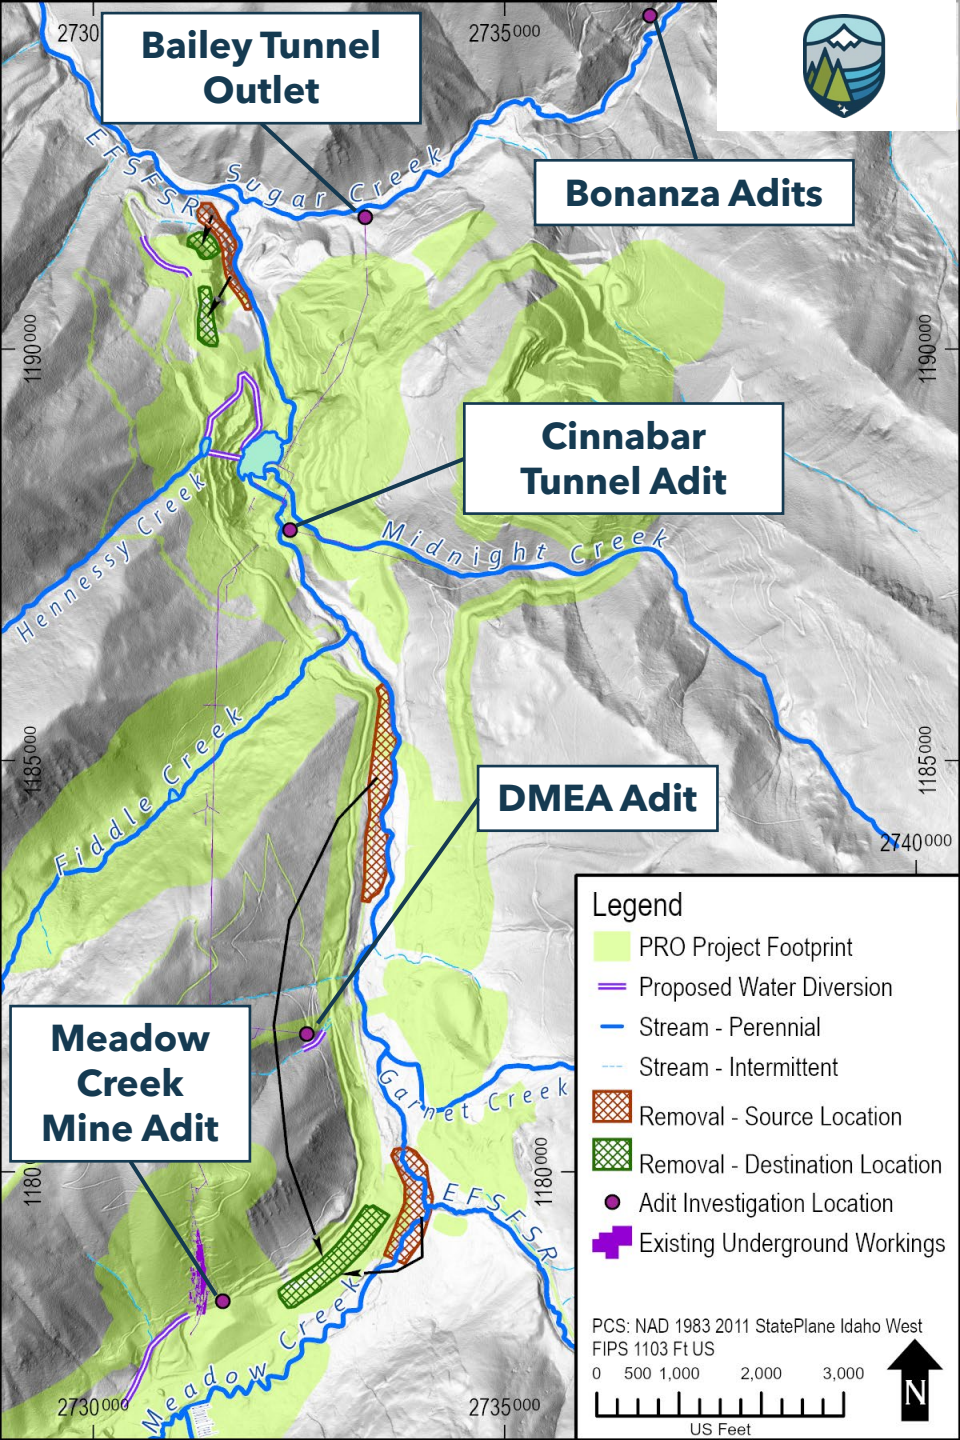 2730
2735000
Bailey Tunnel
Outlet
EFSFSR
Sugar Creek
Bonanza Adits
1190000
1190000
Cinnabar
Tunnel Adit
Hennessy Creek
Midnight Creek
1185000
1185000
Fiddle Creek
DMEA Adit
2740000
Meadow
Creek
Mine Adit
Garnet Creek
1180
1180000
EFSFSR
Meadow Creek
2730000
2735000
Legend
PRO Project Footprint
Proposed Water Diversion
Stream - Perennial
Stream - Intermittent
Removal - Source Location
Removal - Destination Location
Adit Investigation Location
Existing Underground Workings
PCS: NAD 1983 2011 StatePlane Idaho West
FIPS 1103 Ft US
0 500 1,000 2,000 3,000
US Feet
N